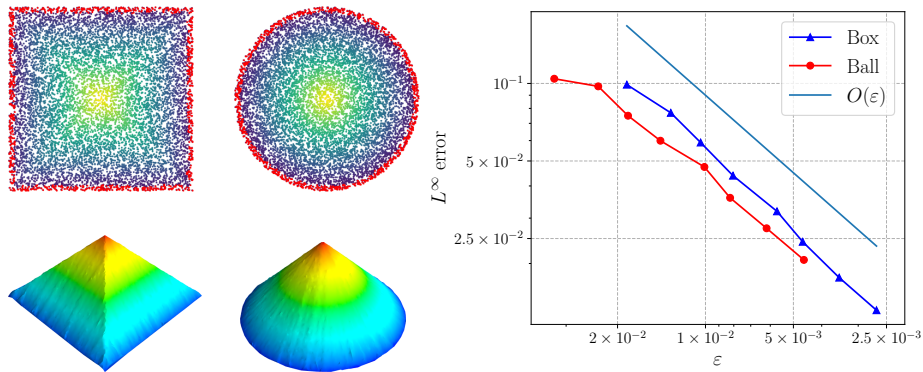 Box
Ball
O(ε)
10⁻¹
5 × 10⁻²
2.5 × 10⁻²
L∞ error
2 × 10⁻²
1 × 10⁻²
5 × 10⁻³
2.5 × 10⁻³
ε